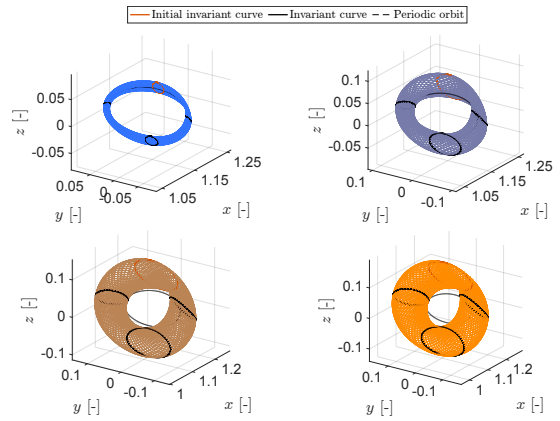 Initial invariant curve Invariant curve Periodic orbit
0.05
0
-0.05
z [-]
0.05
0
-0.05
y [-]
1.05
1.15
1.25
x [-]
0.1
0.05
0
-0.05
z [-]
0.1
0
-0.1
y [-]
1.05
1.15
1.25
x [-]
0.1
0
-0.1
z [-]
0.1
0
-0.1
y [-]
1
1.1
1.2
x [-]
0.1
0
-0.1
z [-]
0.1
0
-0.1
y [-]
1
1.1
1.2
x [-]